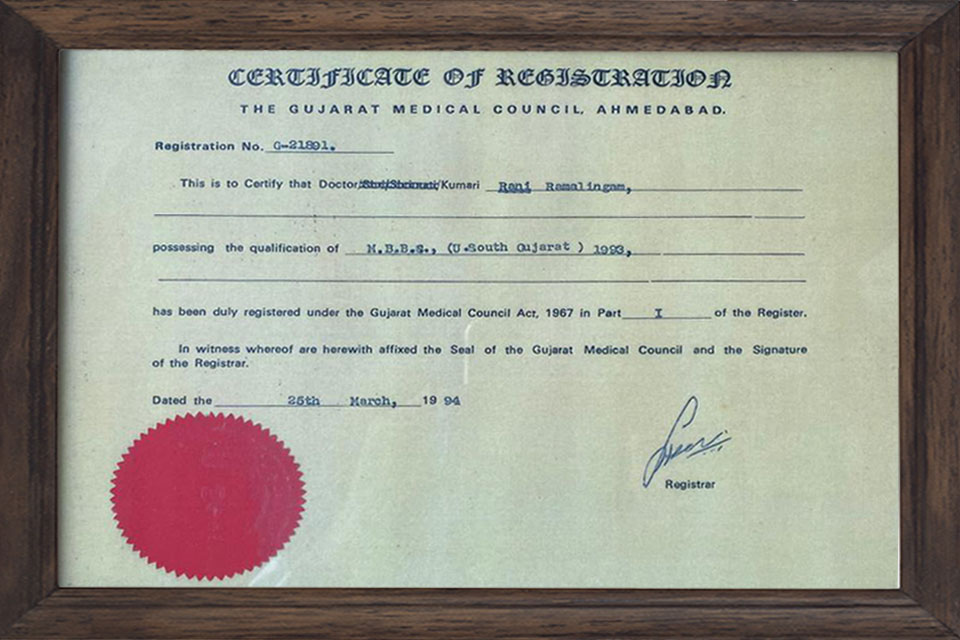 CERTIFICATE OF REGISTRATION
THE GUJARAT MEDICAL COUNCIL, AHMEDABAD.
Registration No. G-21891.
This is to Certify that Doctor/Shri/Shrimati/Kumari Rani Ramalingam,
possessing the qualification of M.B.B.S., (U.South Gujarat ) 1993,
has been duly registered under the Gujarat Medical Council Act, 1967 in Part I of the Register.
In witness whereof are herewith affixed the Seal of the Gujarat Medical Council and the Signature
of the Registrar.
Dated the 25th March, 19 94
Registrar